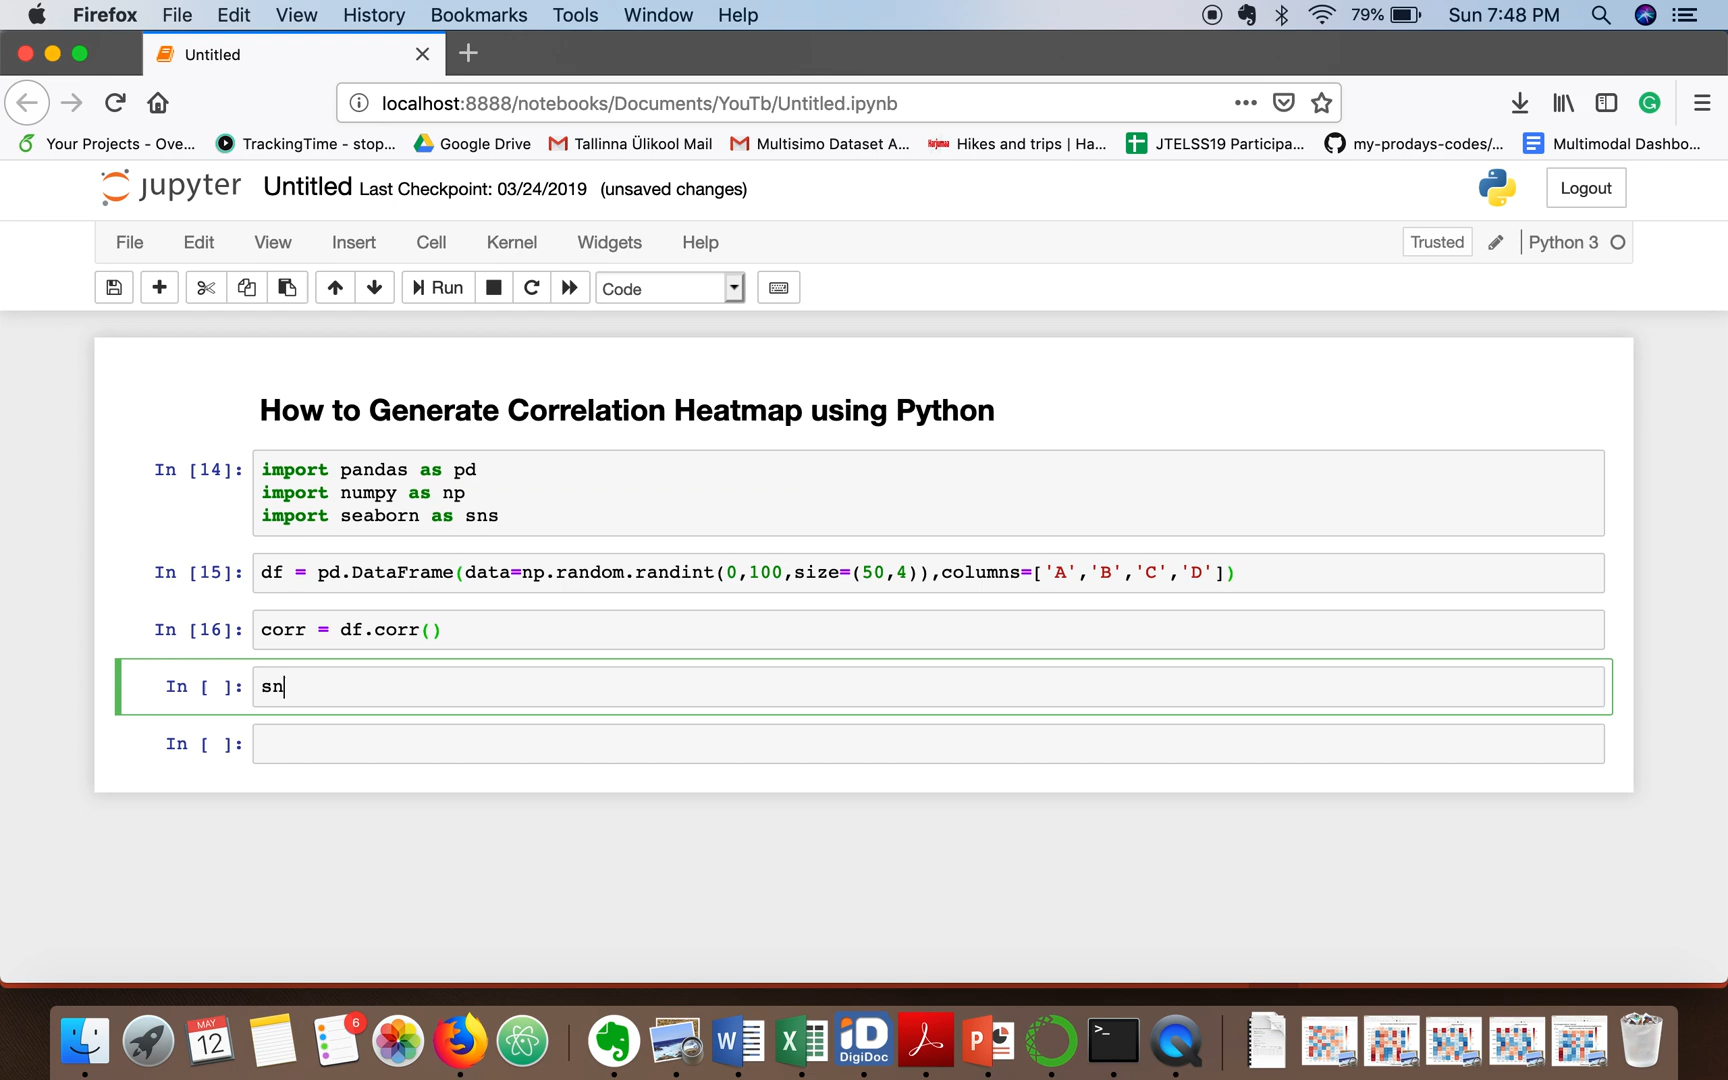 Firefox File Edit View History Bookmarks Tools Window Help 79% Sun 7:48 PM
Untitled
localhost:8888/notebooks/Documents/YouTb/Untitled.ipynb
Your Projects - Ove... TrackingTime - stop... Google Drive Tallinna Ülikool Mail Multisimo Dataset A... Hikes and trips | Ha... JTELSS19 Participa... my-prodays-codes/... Multimodal Dashbo...
jupyter Untitled Last Checkpoint: 03/24/2019 (unsaved changes) Logout
File Edit View Insert Cell Kernel Widgets Help Trusted Python 3
Run Code
How to Generate Correlation Heatmap using Python
In [14]: import pandas as pd
import numpy as np
import seaborn as sns
In [15]: df = pd.DataFrame(data=np.random.randint(0,100,size=(50,4)),columns=['A','B','C','D'])
In [16]: corr = df.corr()
In [ ]: sn
In [ ]:
MAY 12 6 W X iD DigiDoc P >_